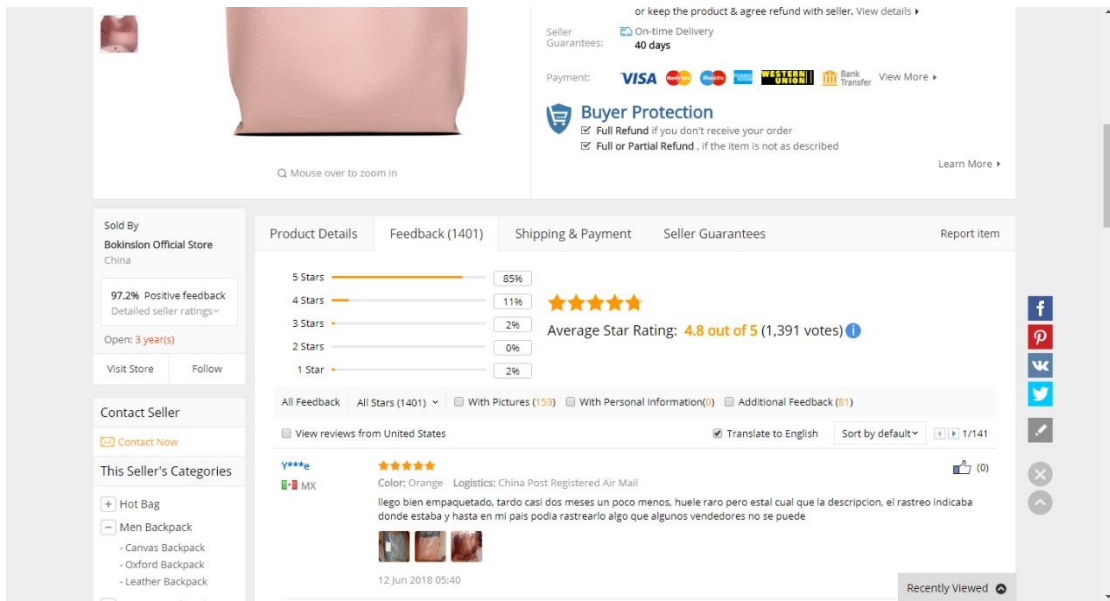 or keep the product & agree refund with seller. View details
Seller Guarantees:
On-time Delivery
40 days
Payment:
VISA
MasterCard
Maestro
WESTERN UNION
Bank Transfer
View More
Buyer Protection
Full Refund if you don't receive your order
Full or Partial Refund , if the item is not as described
Learn More
Mouse over to zoom in
Sold By
Bokinslon Official Store
China
97.2% Positive feedback
Detailed seller ratings
Open: 3 year(s)
Visit Store Follow
Contact Seller
Contact Now
This Seller's Categories
+ Hot Bag
− Men Backpack
- Canvas Backpack
- Oxford Backpack
- Leather Backpack
Product Details Feedback (1401) Shipping & Payment Seller Guarantees Report item
5 Stars 85%
4 Stars 11%
3 Stars 2%
2 Stars 0%
1 Star 2%
Average Star Rating: 4.8 out of 5 (1,391 votes)
All Feedback All Stars (1401) With Pictures (153) With Personal Information(0) Additional Feedback (81)
View reviews from United States Translate to English Sort by default 1/141
Y***e
MX
(0)
Color: Orange Logistics: China Post Registered Air Mail
llego bien empaquetado, tardo casi dos meses un poco menos, huele raro pero estal cual que la descripcion, el rastreo indicaba
donde estaba y hasta en mi pais podia rastrearlo algo que algunos vendedores no se puede
12 Jun 2018 05:40
Recently Viewed